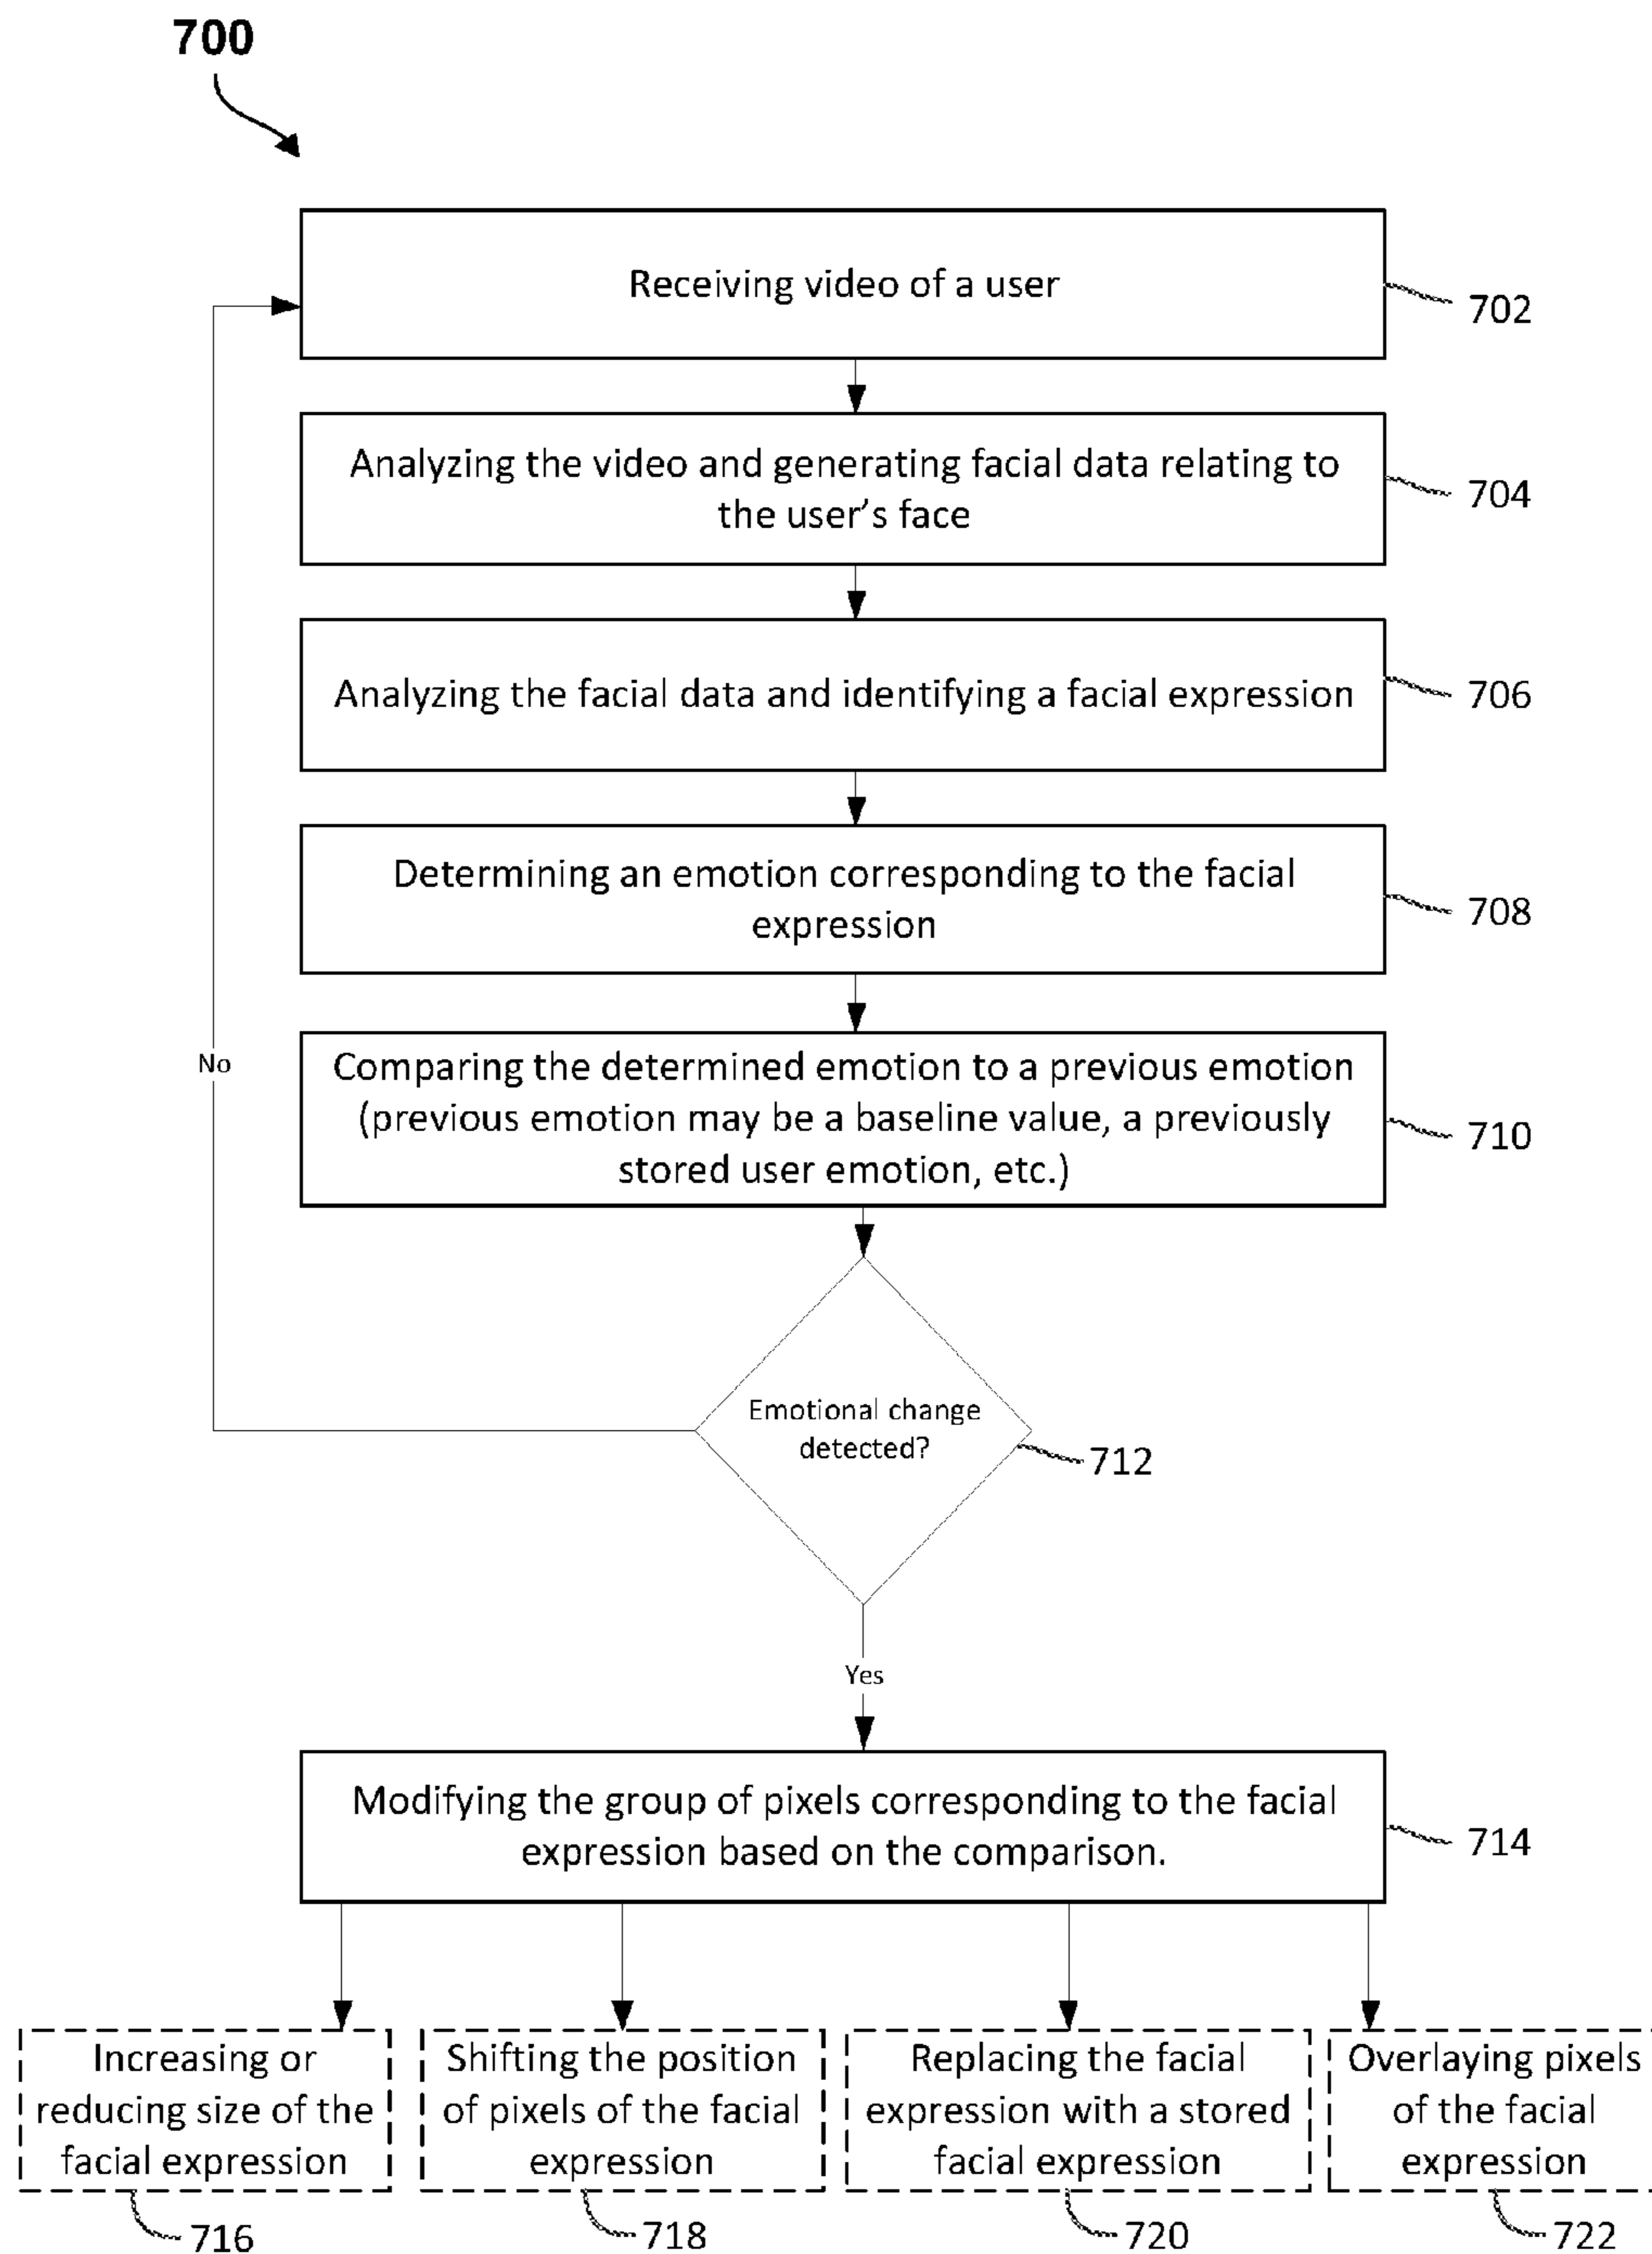 700
Receiving video of a user
702
Analyzing the video and generating facial data relating to
the user's face
704
Analyzing the facial data and identifying a facial expression
706
Determining an emotion corresponding to the facial
expression
708
Comparing the determined emotion to a previous emotion
(previous emotion may be a baseline value, a previously
stored user emotion, etc.)
710
No
Emotional change
detected?
712
Yes
Modifying the group of pixels corresponding to the facial
expression based on the comparison.
714
Increasing or
reducing size of the
facial expression
716
Shifting the position
of pixels of the facial
expression
718
Replacing the facial
expression with a stored
facial expression
720
Overlaying pixels
of the facial
expression
722